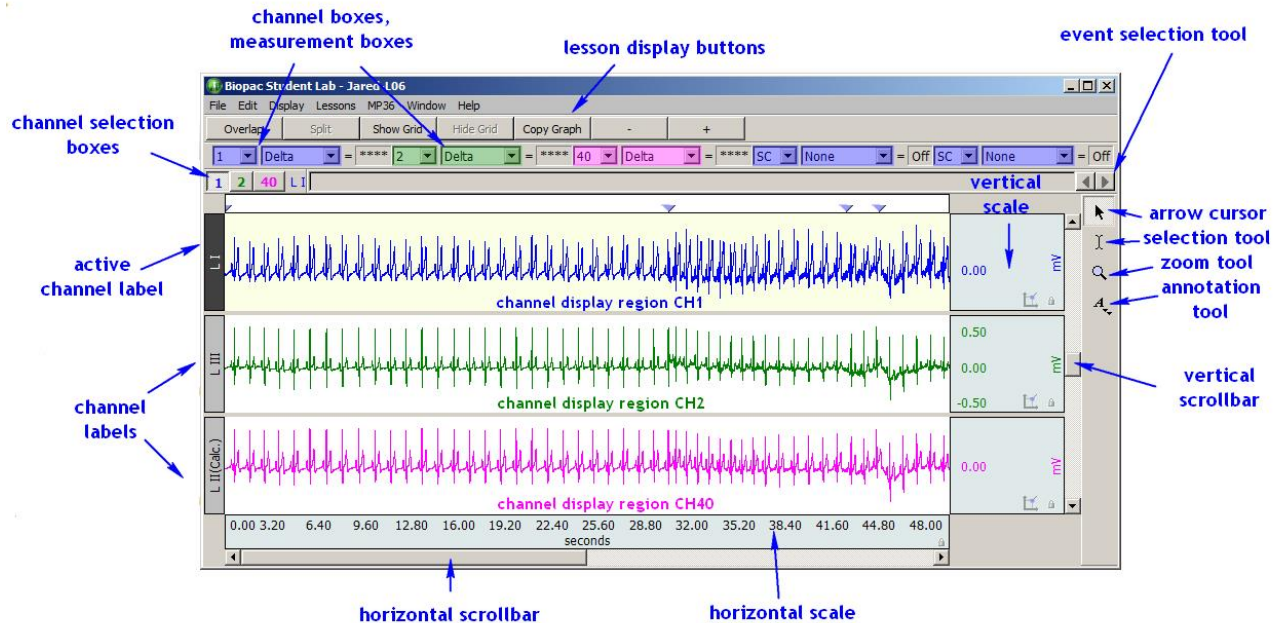 channel boxes,
measurement boxes
lesson display buttons
event selection tool
channel selection
boxes
Biopac Student Lab - Jared-L06
File Edit Display Lessons MP36 Window Help
Overlap Split Show Grid Hide Grid Copy Graph - +
1 Delta = **** 2 Delta = **** 40 Delta = **** SC None = Off SC None = Off
1 2 40 L I
vertical
scale
arrow cursor
selection tool
zoom tool
annotation
tool
active
channel label
L I
0.00
mV
channel display region CH1
L III
0.50
0.00
-0.50
mV
channel display region CH2
vertical
scrollbar
channel
labels
L II(Calc.)
0.00
mV
channel display region CH40
0.00 3.20 6.40 9.60 12.80 16.00 19.20 22.40 25.60 28.80 32.00 35.20 38.40 41.60 44.80 48.00
seconds
horizontal scrollbar
horizontal scale